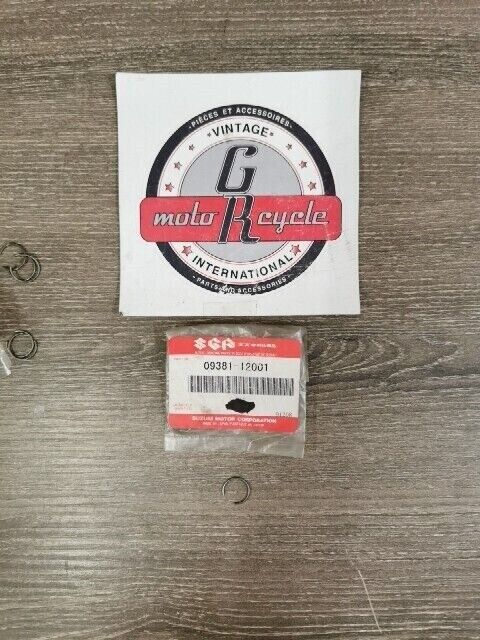 PIÈCES ET ACCESSOIRES
VINTAGE
G
moto R cycle
INTERNATIONAL
PARTS AND ACCESSORIES
SGP
09381-12001
SUZUKI MOTOR CORPORATION